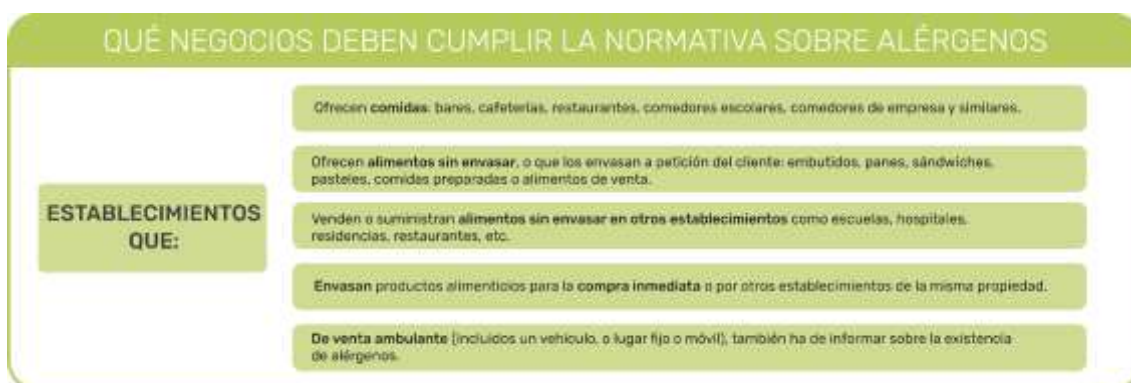 QUÉ NEGOCIOS DEBEN CUMPLIR LA NORMATIVA SOBRE ALÉRGENOS
ESTABLECIMIENTOS
QUE:
Ofrecen comidas: bares, cafeterías, restaurantes, comedores escolares, comedores de empresa y similares.
Ofrecen alimentos sin envasar, o que los envasan a petición del cliente: embutidos, panes, sándwiches,
pasteles, comidas preparadas o alimentos de venta.
Venden o suministran alimentos sin envasar en otros establecimientos como escuelas, hospitales,
residencias, restaurantes, etc.
Envasan productos alimenticios para la compra inmediata o por otros establecimientos de la misma propiedad.
De venta ambulante (incluidos un vehículo, o lugar fijo o móvil), también ha de informar sobre la existencia
de alérgenos.